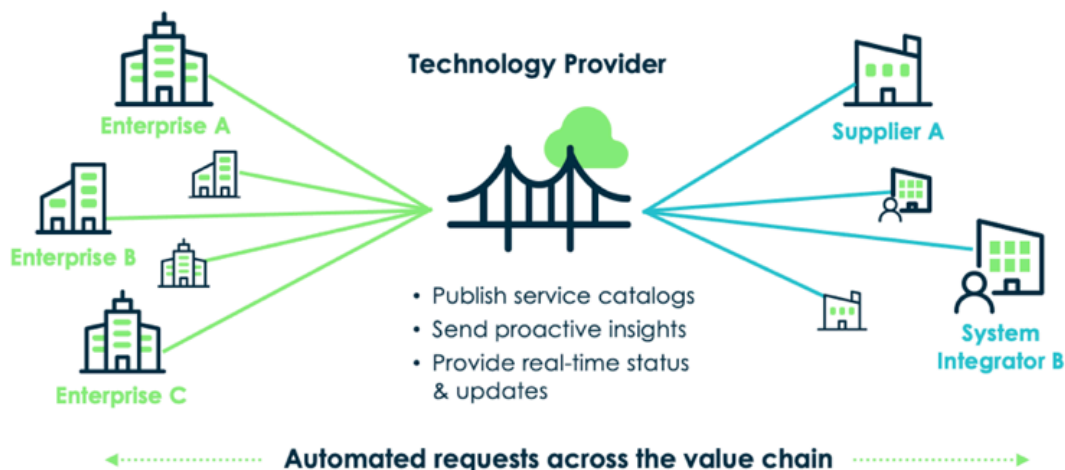 Technology Provider
Enterprise A
Supplier A
Enterprise B
Enterprise C
• Publish service catalogs
• Send proactive insights
• Provide real-time status
& updates
System
Integrator B
Automated requests across the value chain